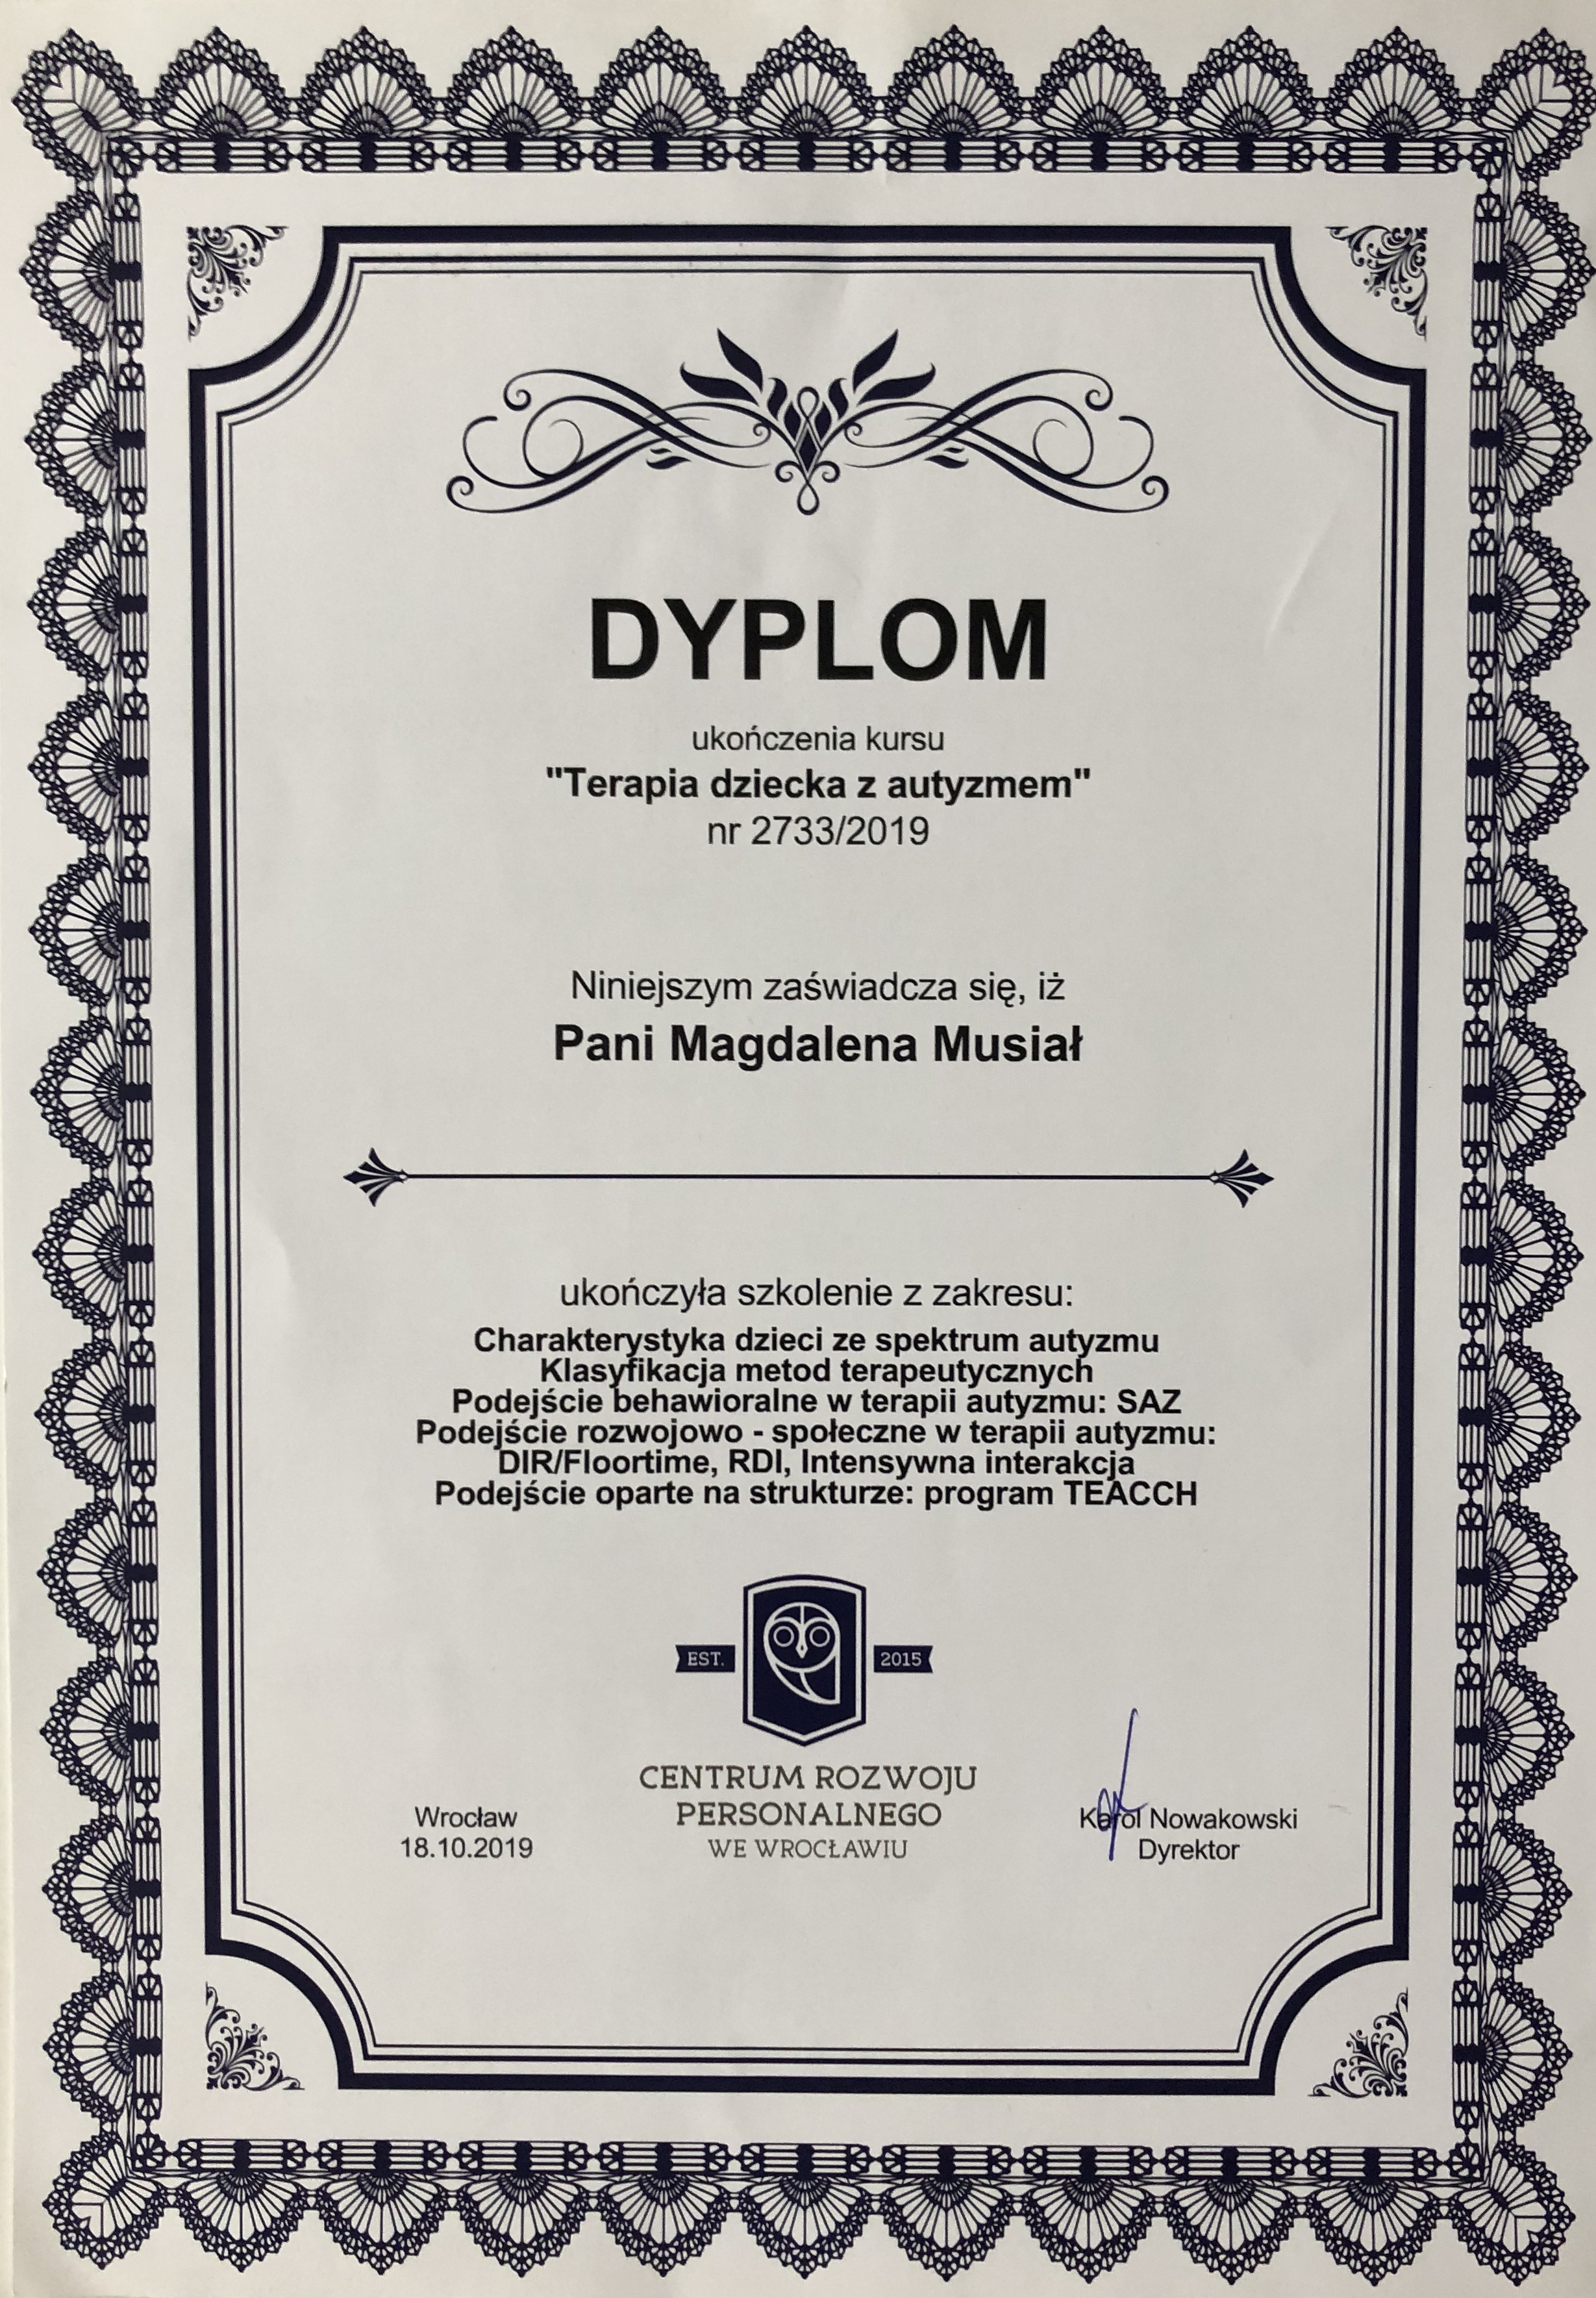 DYPLOM
ukończenia kursu
"Terapia dziecka z autyzmem"
nr 2733/2019
Niniejszym zaświadcza się, iż
Pani Magdalena Musiał
ukończyła szkolenie z zakresu:
Charakterystyka dzieci ze spektrum autyzmu
Klasyfikacja metod terapeutycznych
Podejście behawioralne w terapii autyzmu: SAZ
Podejście rozwojowo - społeczne w terapii autyzmu:
DIR/Floortime, RDI, Intensywna interakcja
Podejście oparte na strukturze: program TEACCH
EST. 2015
CENTRUM ROZWOJU
PERSONALNEGO
WE WROCŁAWIU
Wrocław
18.10.2019
Karol Nowakowski
Dyrektor